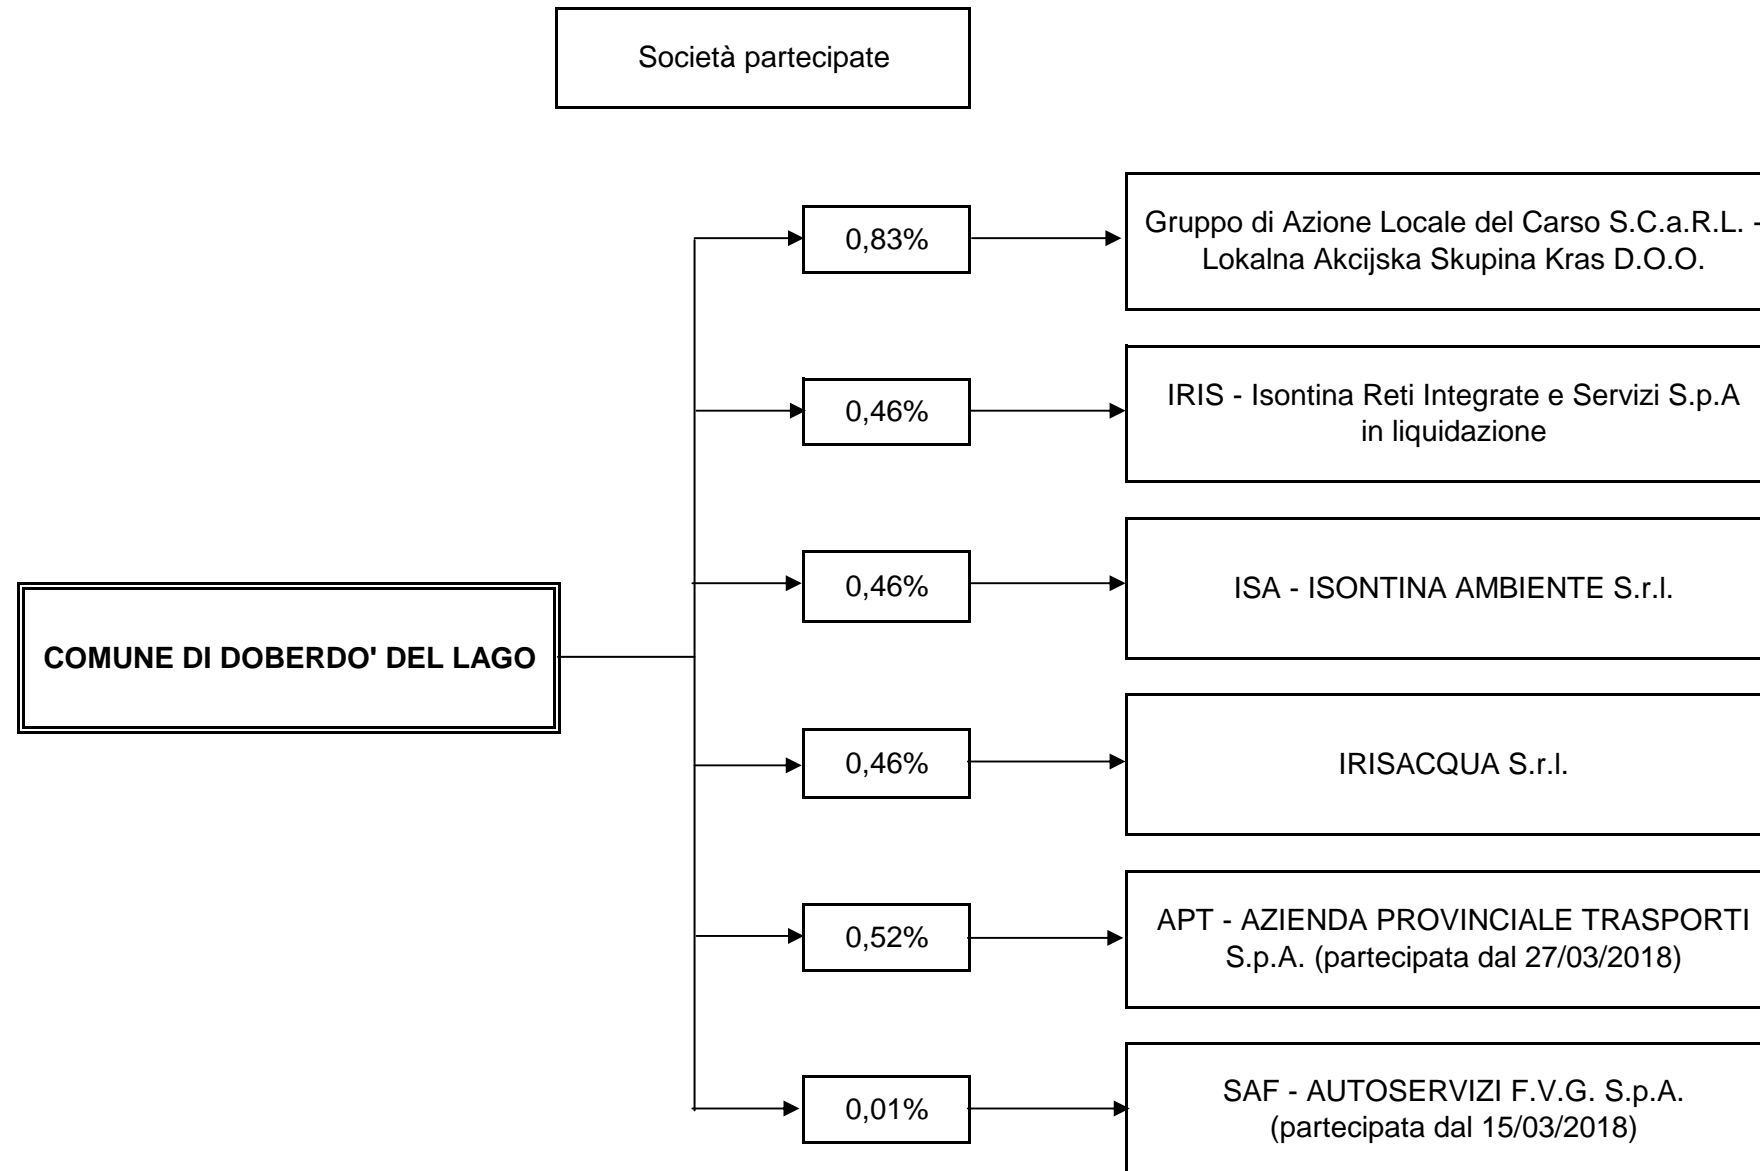 Società partecipate
0,83%
Gruppo di Azione Locale del Carso S.C.a.R.L. -
Lokalna Akcijska Skupina Kras D.O.O.
0,46%
IRIS - Isontina Reti Integrate e Servizi S.p.A
in liquidazione
0,46%
ISA - ISONTINA AMBIENTE S.r.l.
COMUNE DI DOBERDO' DEL LAGO
0,46%
IRISACQUA S.r.l.
0,52%
APT - AZIENDA PROVINCIALE TRASPORTI
S.p.A. (partecipata dal 27/03/2018)
0,01%
SAF - AUTOSERVIZI F.V.G. S.p.A.
(partecipata dal 15/03/2018)